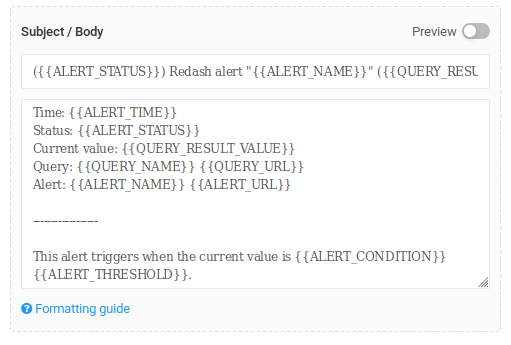 Subject / Body
Preview
({{ALERT_STATUS}}) Redash alert "{{ALERT_NAME}}" ({{QUERY_RESU
Time: {{ALERT_TIME}}
Status: {{ALERT_STATUS}}
Current value: {{QUERY_RESULT_VALUE}}
Query: {{QUERY_NAME}} {{QUERY_URL}}
Alert: {{ALERT_NAME}} {{ALERT_URL}}
------------------
This alert triggers when the current value is {{ALERT_CONDITION}}
{{ALERT_THRESHOLD}}.
Formatting guide